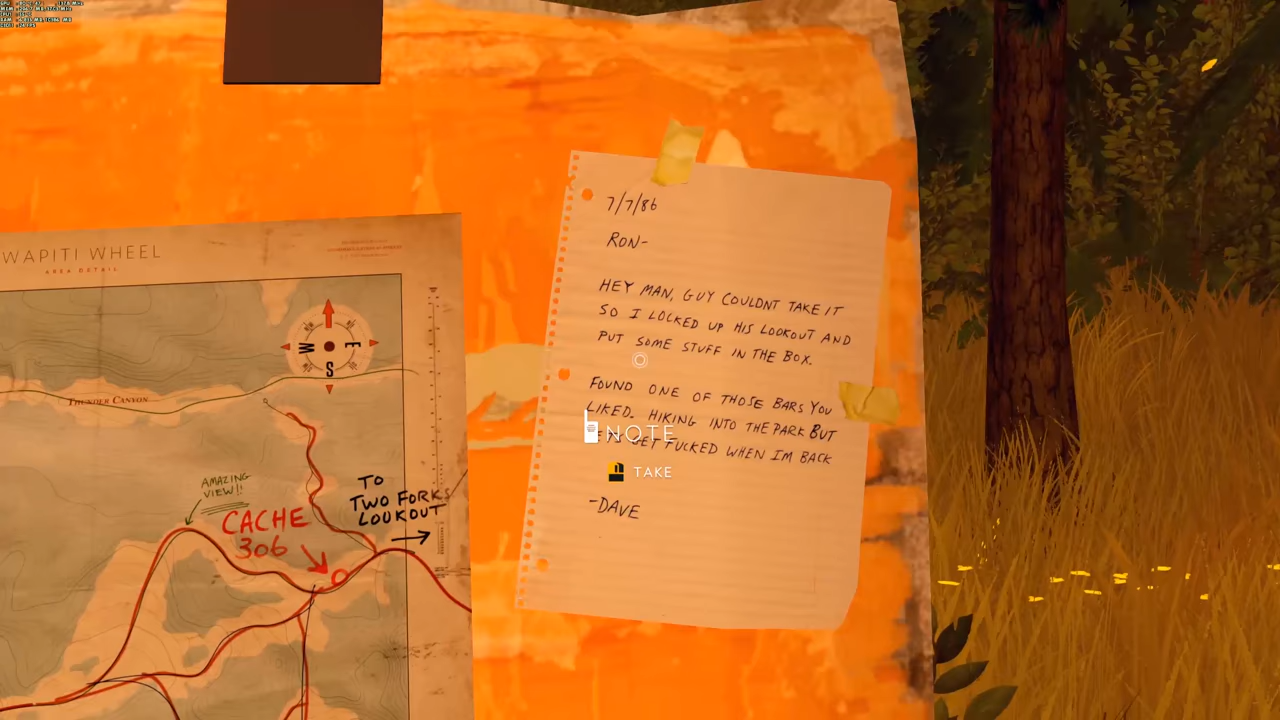 WAPITI WHEEL
AREA DETAIL
S
W
E
THUNDER CANYON
AMAZING
VIEW!!
CACHE
306
TO
TWO FORKS
LOOKOUT
7/7/86
RON-
HEY MAN, GUY COULDNT TAKE IT
SO I LOCKED UP HIS LOOKOUT AND
PUT SOME STUFF IN THE BOX.
FOUND ONE OF THOSE BARS YOU
LIKED. HIKING INTO THE PARK BUT
GET FUCKED WHEN IM BACK
-DAVE
NOTE
TAKE